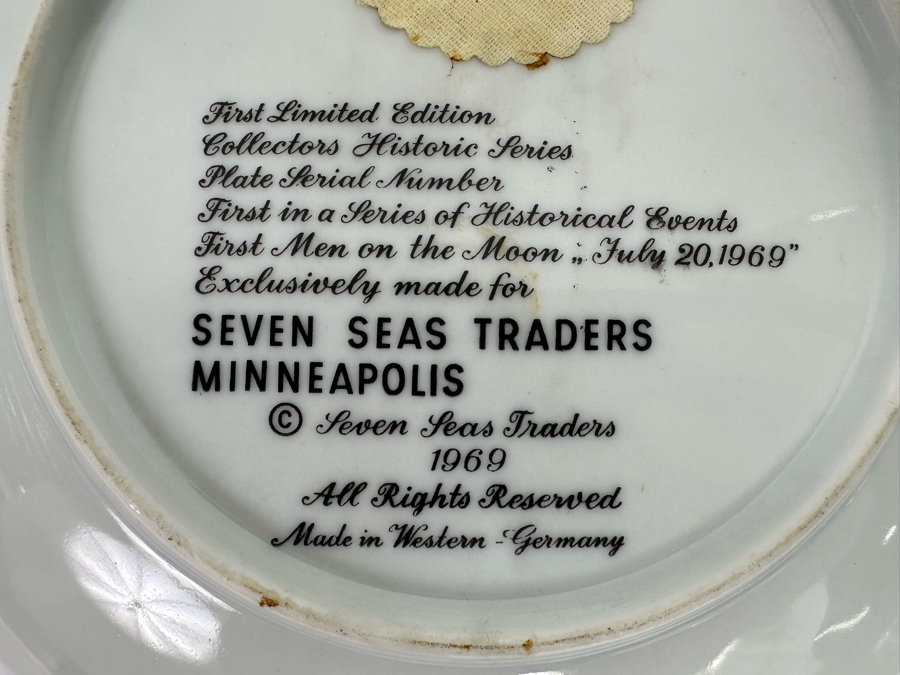 First Limited Edition
Collectors Historic Series
Plate Serial Number
First in a Series of Historical Events
First Men on the Moon „ July 20, 1969”
Exclusively made for
SEVEN SEAS TRADERS
MINNEAPOLIS
© Seven Seas Traders
1969
All Rights Reserved
Made in Western - Germany